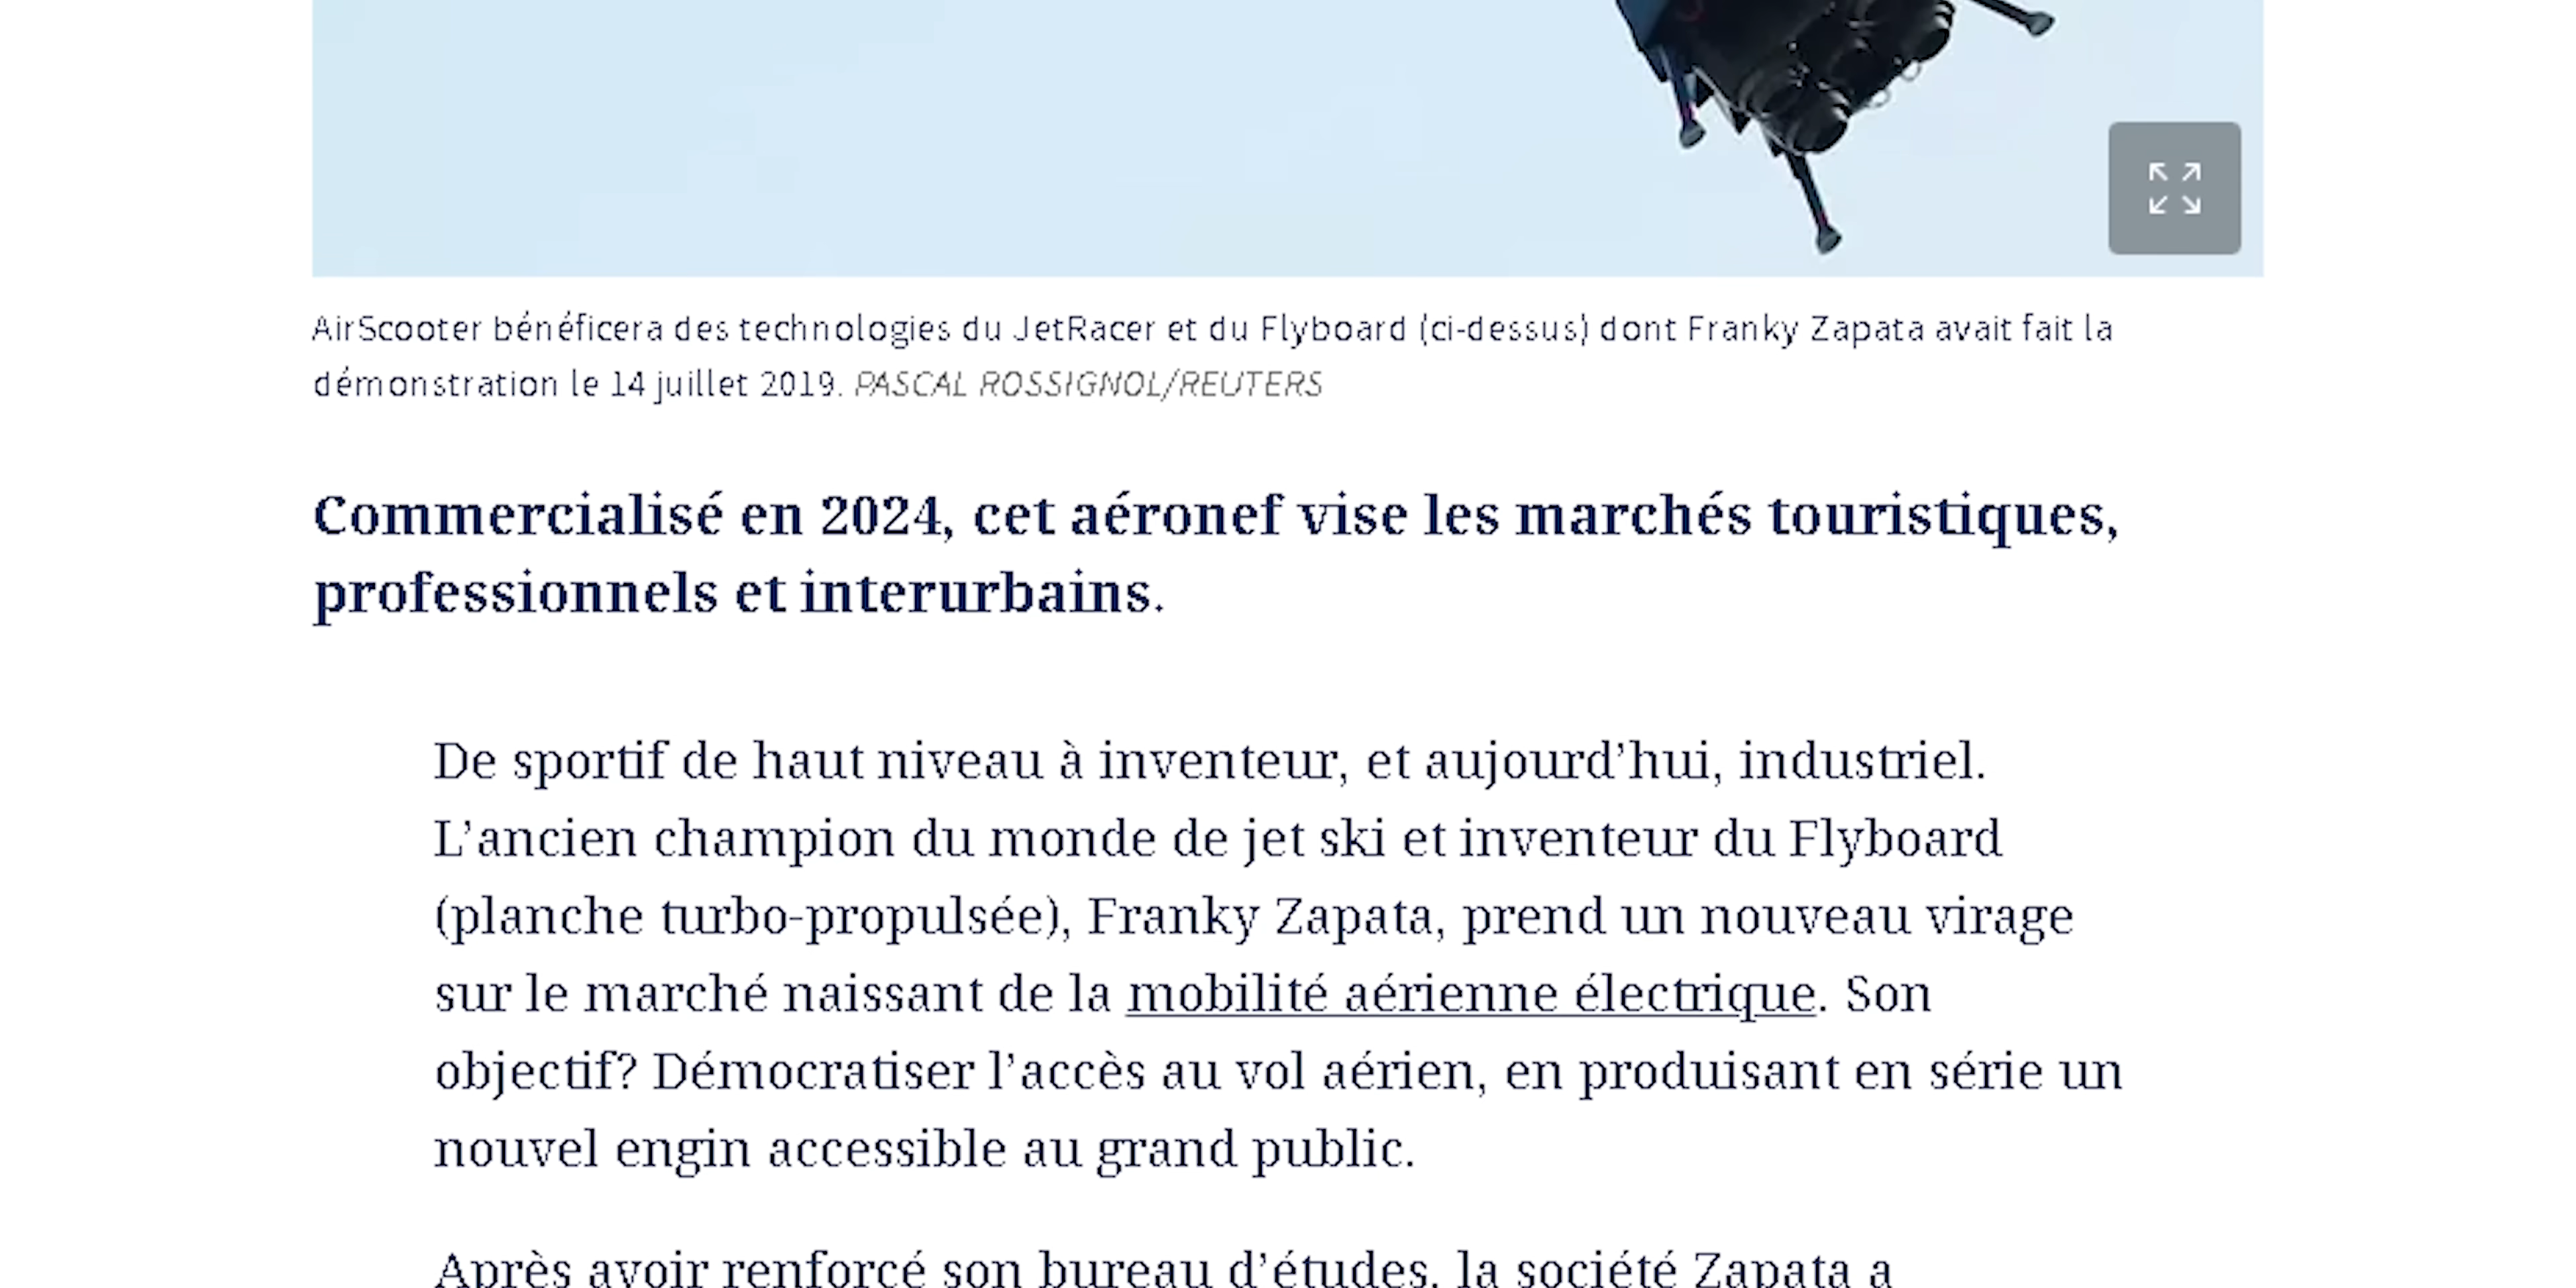 AirScooter bénéficera des technologies du JetRacer et du Flyboard (ci-dessus) dont Franky Zapata avait fait la
démonstration le 14 juillet 2019. PASCAL ROSSIGNOL/REUTERS
Commercialisé en 2024, cet aéronef vise les marchés touristiques,
professionnels et interurbains.
De sportif de haut niveau à inventeur, et aujourd’hui, industriel.
L’ancien champion du monde de jet ski et inventeur du Flyboard
(planche turbo-propulsée), Franky Zapata, prend un nouveau virage
sur le marché naissant de la mobilité aérienne électrique. Son
objectif? Démocratiser l’accès au vol aérien, en produisant en série un
nouvel engin accessible au grand public.
Après avoir renforcé son bureau d’études, la société Zapata a